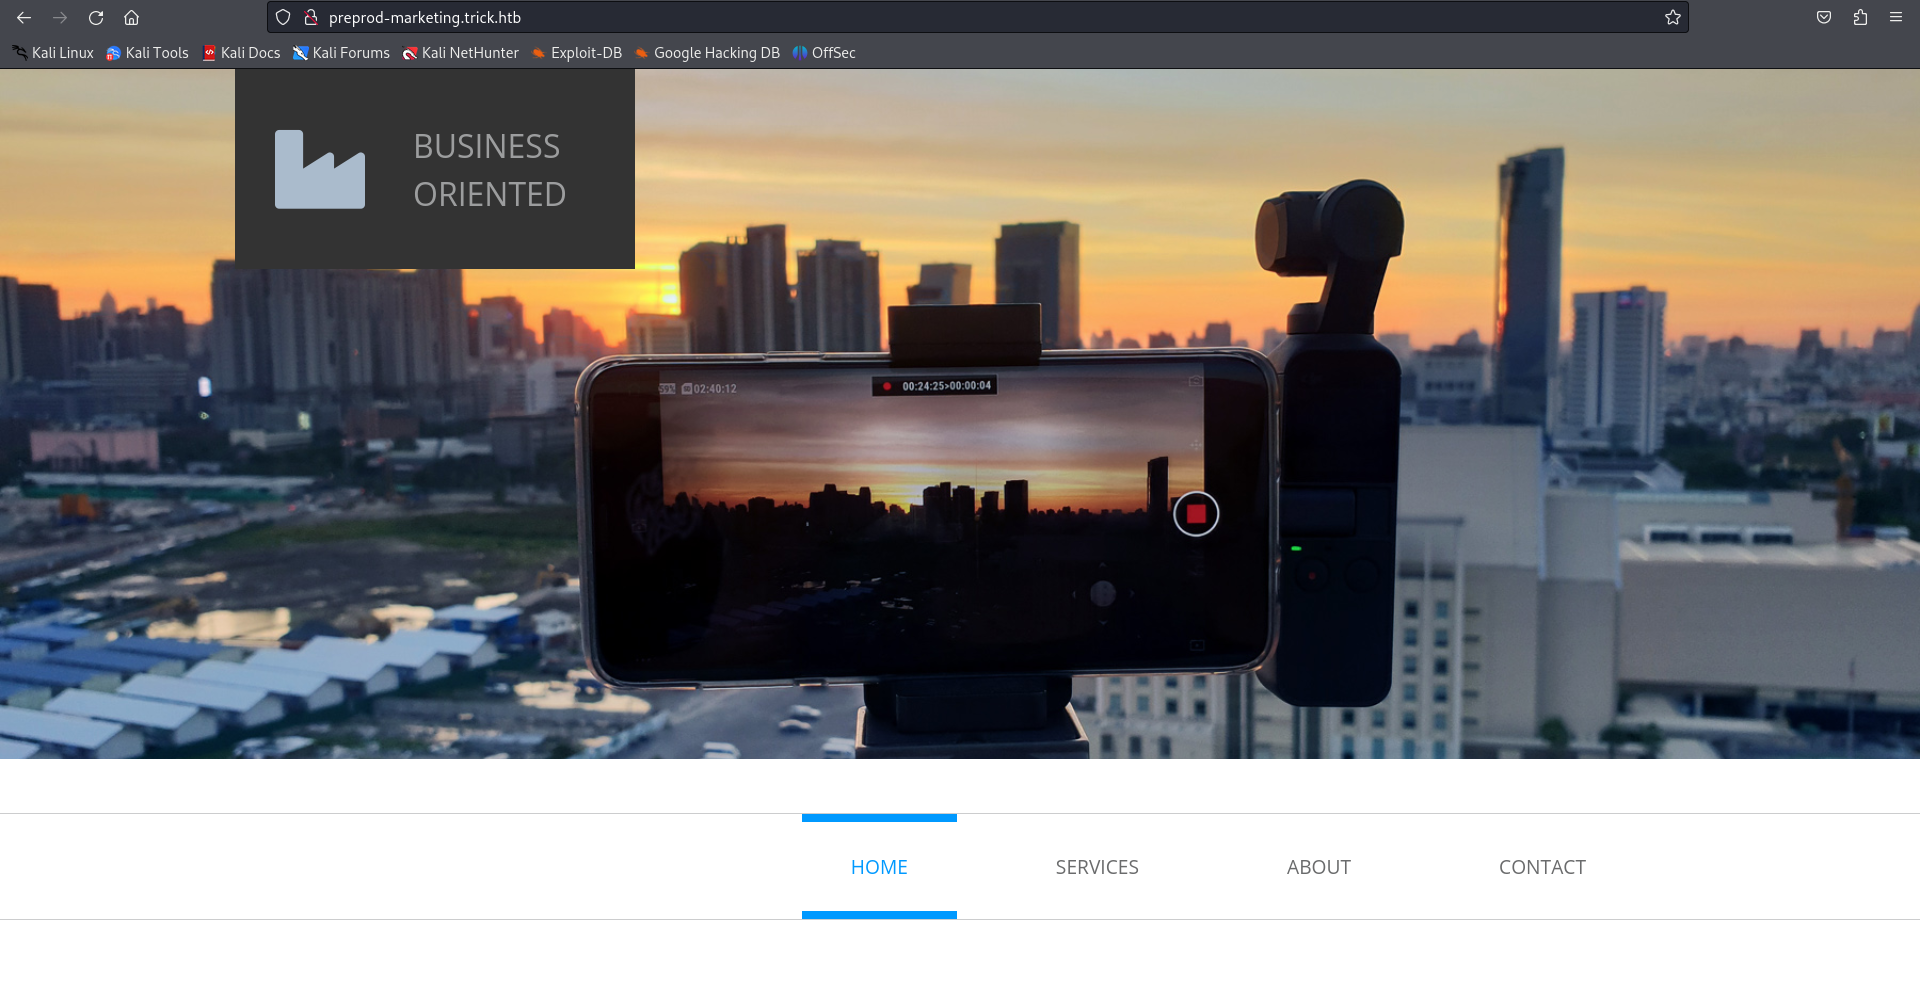 preprod-marketing.trick.htb
Kali Linux Kali Tools Kali Docs Kali Forums Kali NetHunter Exploit-DB Google Hacking DB OffSec
BUSINESS
ORIENTED
02:40:12
00:24:25>00:00:04
HOME SERVICES ABOUT CONTACT